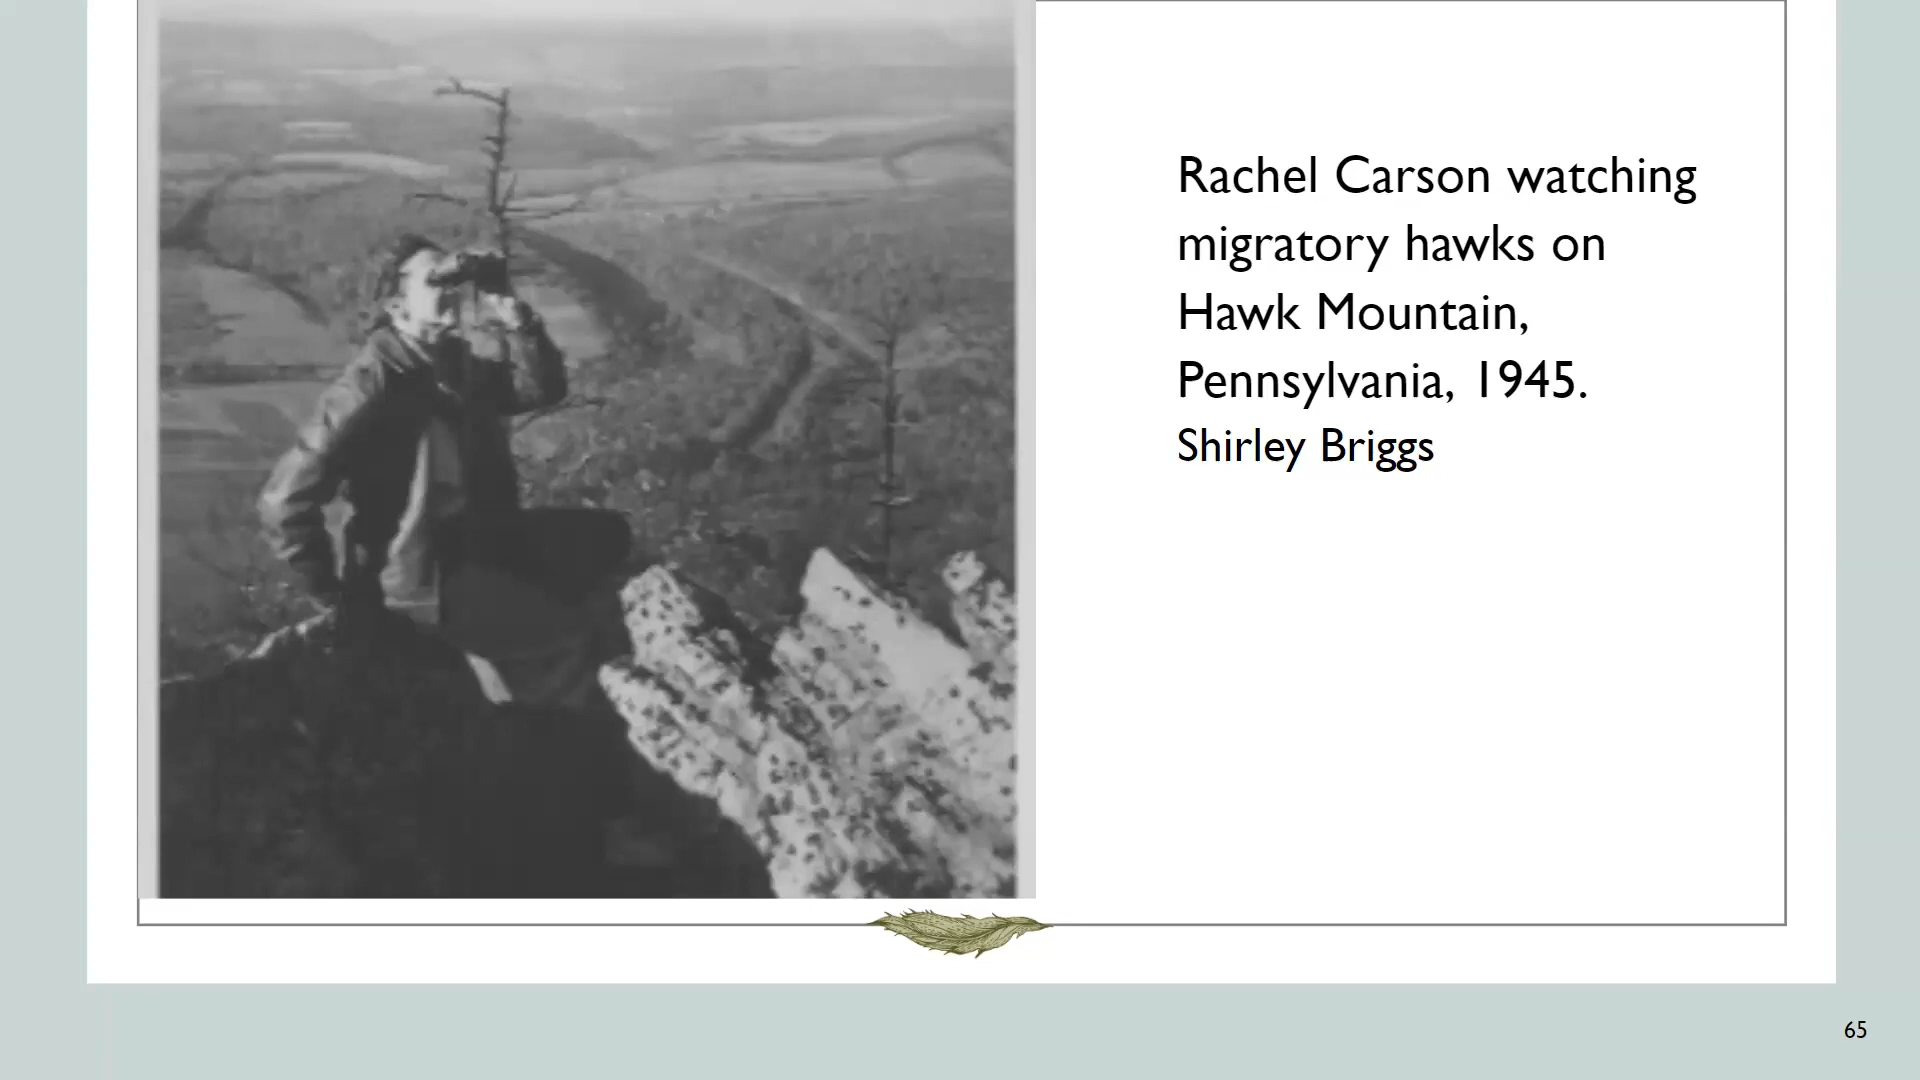 Rachel Carson watching
migratory hawks on
Hawk Mountain,
Pennsylvania, 1945.
Shirley Briggs
65